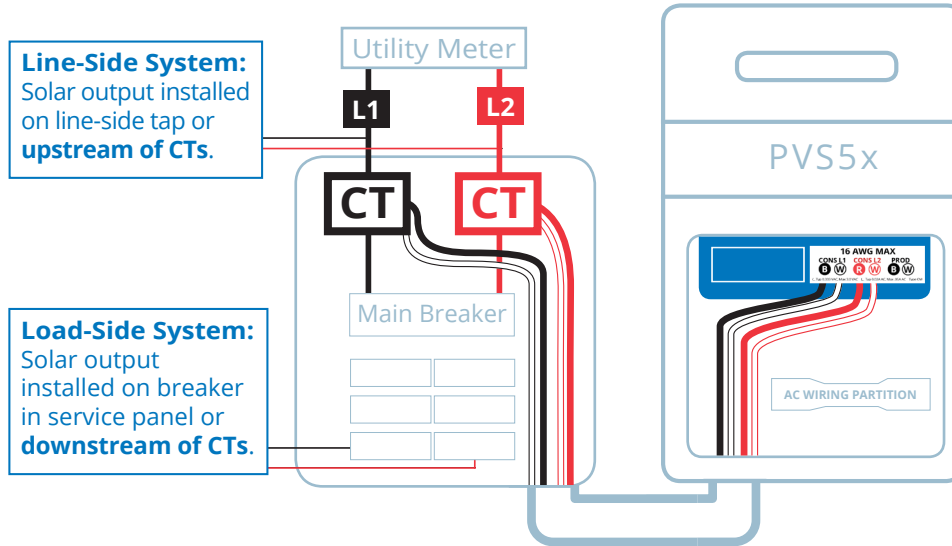 Utility Meter
Line-Side System:
Solar output installed
on line-side tap or
upstream of CTs.
L1
L2
CT
CT
PVS5x
16 AWG MAX
CONS L1 CONS L2 PROD
B W R W B W
Main Breaker
Load-Side System:
Solar output
installed on breaker
in service panel or
downstream of CTs.
AC WIRING PARTITION